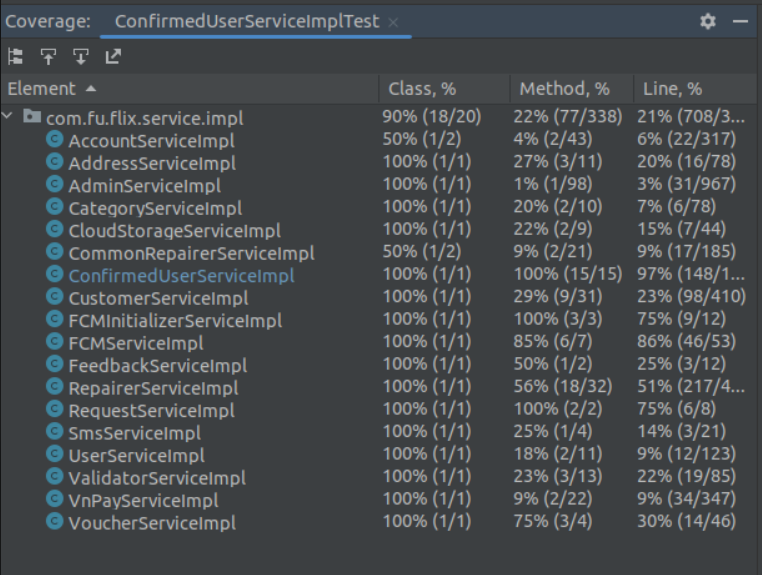 Coverage: ConfirmedUserServiceImplTest ×
Element Class, % Method, % Line, %
com.fu.flix.service.impl 90% (18/20) 22% (77/338) 21% (708/3...
AccountServiceImpl 50% (1/2) 4% (2/43) 6% (22/317)
AddressServiceImpl 100% (1/1) 27% (3/11) 20% (16/78)
AdminServiceImpl 100% (1/1) 1% (1/98) 3% (31/967)
CategoryServiceImpl 100% (1/1) 20% (2/10) 7% (6/78)
CloudStorageServiceImpl 100% (1/1) 22% (2/9) 15% (7/44)
CommonRepairerServiceImpl 50% (1/2) 9% (2/21) 9% (17/185)
ConfirmedUserServiceImpl 100% (1/1) 100% (15/15) 97% (148/1...
CustomerServiceImpl 100% (1/1) 29% (9/31) 23% (98/410)
FCMInitializerServiceImpl 100% (1/1) 100% (3/3) 75% (9/12)
FCMServiceImpl 100% (1/1) 85% (6/7) 86% (46/53)
FeedbackServiceImpl 100% (1/1) 50% (1/2) 25% (3/12)
RepairerServiceImpl 100% (1/1) 56% (18/32) 51% (217/4...
RequestServiceImpl 100% (1/1) 100% (2/2) 75% (6/8)
SmsServiceImpl 100% (1/1) 25% (1/4) 14% (3/21)
UserServiceImpl 100% (1/1) 18% (2/11) 9% (12/123)
ValidatorServiceImpl 100% (1/1) 23% (3/13) 22% (19/85)
VnPayServiceImpl 100% (1/1) 9% (2/22) 9% (34/347)
VoucherServiceImpl 100% (1/1) 75% (3/4) 30% (14/46)